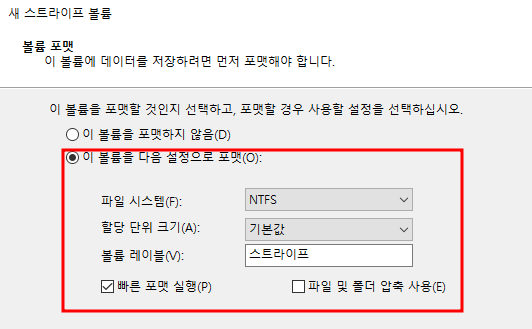 새 스트라이프 볼륨
볼륨 포맷
이 볼륨에 데이터를 저장하려면 먼저 포맷해야 합니다.
이 볼륨을 포맷할 것인지 선택하고, 포맷할 경우 사용할 설정을 선택하십시오.
이 볼륨을 포맷하지 않음(D)
이 볼륨을 다음 설정으로 포맷(O):
파일 시스템(F): NTFS
할당 단위 크기(A): 기본값
볼륨 레이블(V): 스트라이프
빠른 포맷 실행(P) 파일 및 폴더 압축 사용(E)